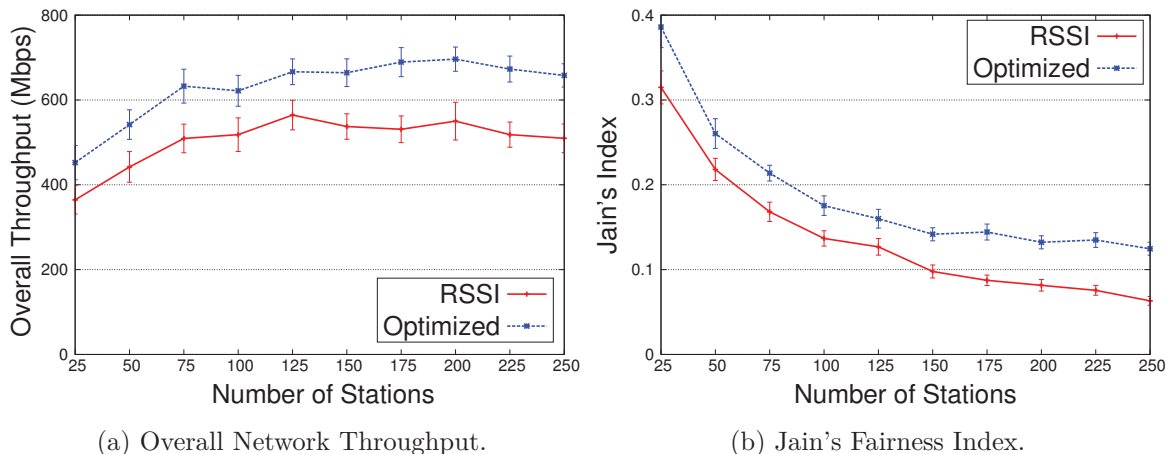 Overall Throughput (Mbps)
800
600
400
200
0
RSSI
Optimized
25 50 75 100 125 150 175 200 225 250
Number of Stations
(a) Overall Network Throughput.
Jain's Index
0.4
0.3
0.2
0.1
0
RSSI
Optimized
25 50 75 100 125 150 175 200 225 250
Number of Stations
(b) Jain's Fairness Index.